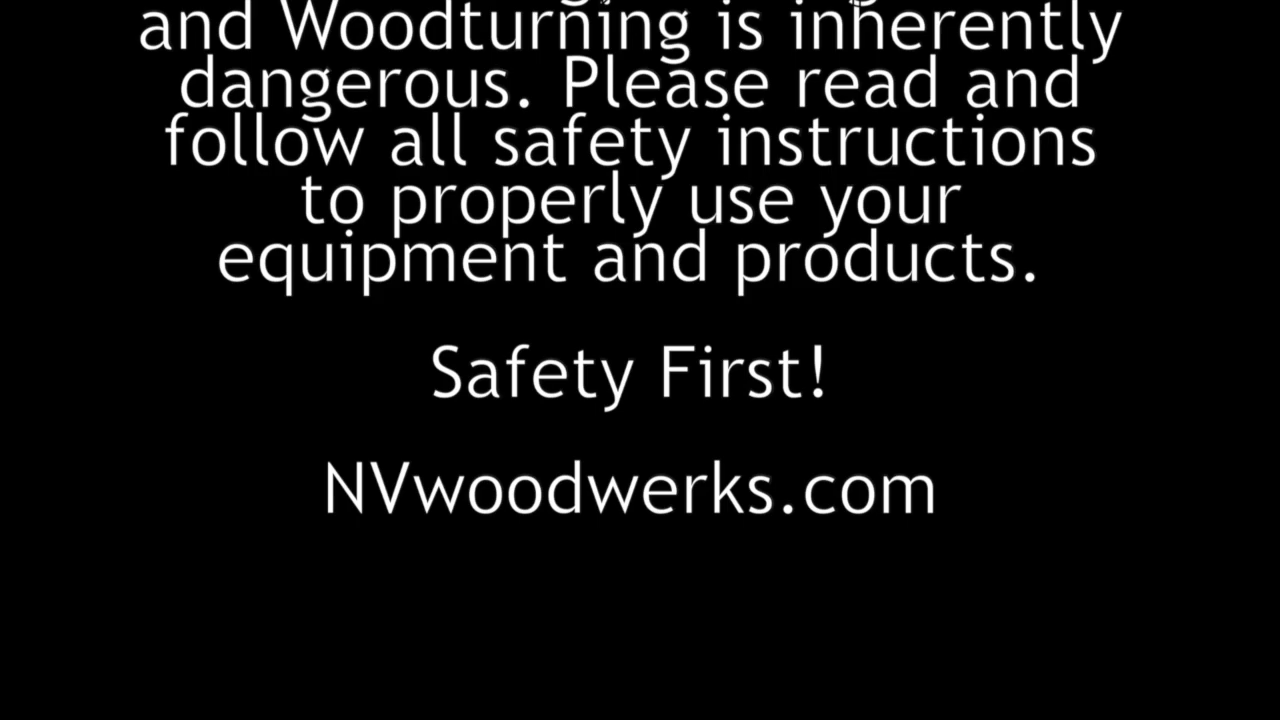 and Woodturning is inherently
dangerous. Please read and
follow all safety instructions
to properly use your
equipment and products.
Safety First!
NVwoodwerks.com